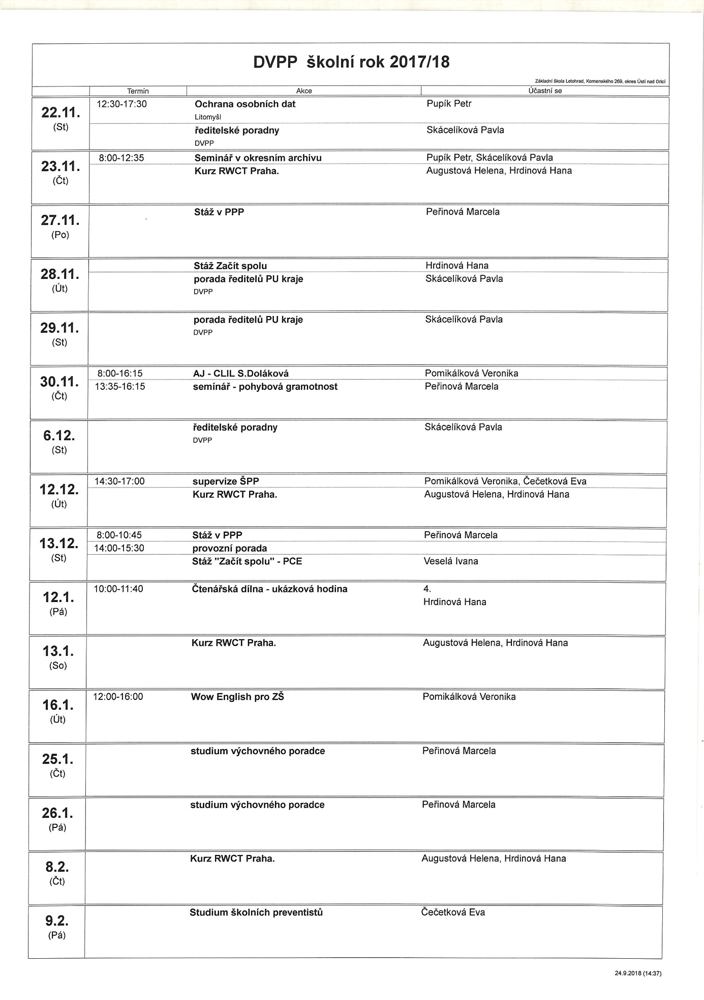 DVPP školní rok 2017/18
Základní škola Letohrad, Komenského 269, okres Ústí nad Orlicí
Termín Akce Účastní se
22.11.
(St)
12:30-17:30 Ochrana osobních dat Pupík Petr
Litomyšl
ředitelské poradny Skácelíková Pavla
DVPP
23.11.
(Čt)
8:00-12:35 Seminář v okresním archivu Pupík Petr, Skácelíková Pavla
Kurz RWCT Praha. Augustová Helena, Hrdinová Hana
27.11.
(Po)
Stáž v PPP Peřinová Marcela
28.11.
(Út)
Stáž Začít spolu Hrdinová Hana
porada ředitelů PU kraje Skácelíková Pavla
DVPP
29.11.
(St)
porada ředitelů PU kraje Skácelíková Pavla
DVPP
30.11.
(Čt)
8:00-16:15 AJ - CLIL S.Doláková Pomikálková Veronika
13:35-16:15 semínář - pohybová gramotnost Peřinová Marcela
6.12.
(St)
ředitelské poradny Skácelíková Pavla
DVPP
12.12.
(Út)
14:30-17:00 supervize ŠPP Pomikálková Veronika, Čečetková Eva
Kurz RWCT Praha. Augustová Helena, Hrdinová Hana
13.12.
(St)
8:00-10:45 Stáž v PPP Peřinová Marcela
14:00-15:30 provozní porada
Stáž "Začít spolu" - PCE Veselá Ivana
12.1.
(Pá)
10:00-11:40 Čtenářská dílna - ukázková hodina 4.
Hrdinová Hana
13.1.
(So)
Kurz RWCT Praha. Augustová Helena, Hrdinová Hana
16.1.
(Út)
12:00-16:00 Wow English pro ZŠ Pomikálková Veronika
25.1.
(Čt)
studium výchovného poradce Peřinová Marcela
26.1.
(Pá)
studium výchovného poradce Peřinová Marcela
8.2.
(Čt)
Kurz RWCT Praha. Augustová Helena, Hrdinová Hana
9.2.
(Pá)
Studium školních preventistů Čečetková Eva
24.9.2018 (14:37)